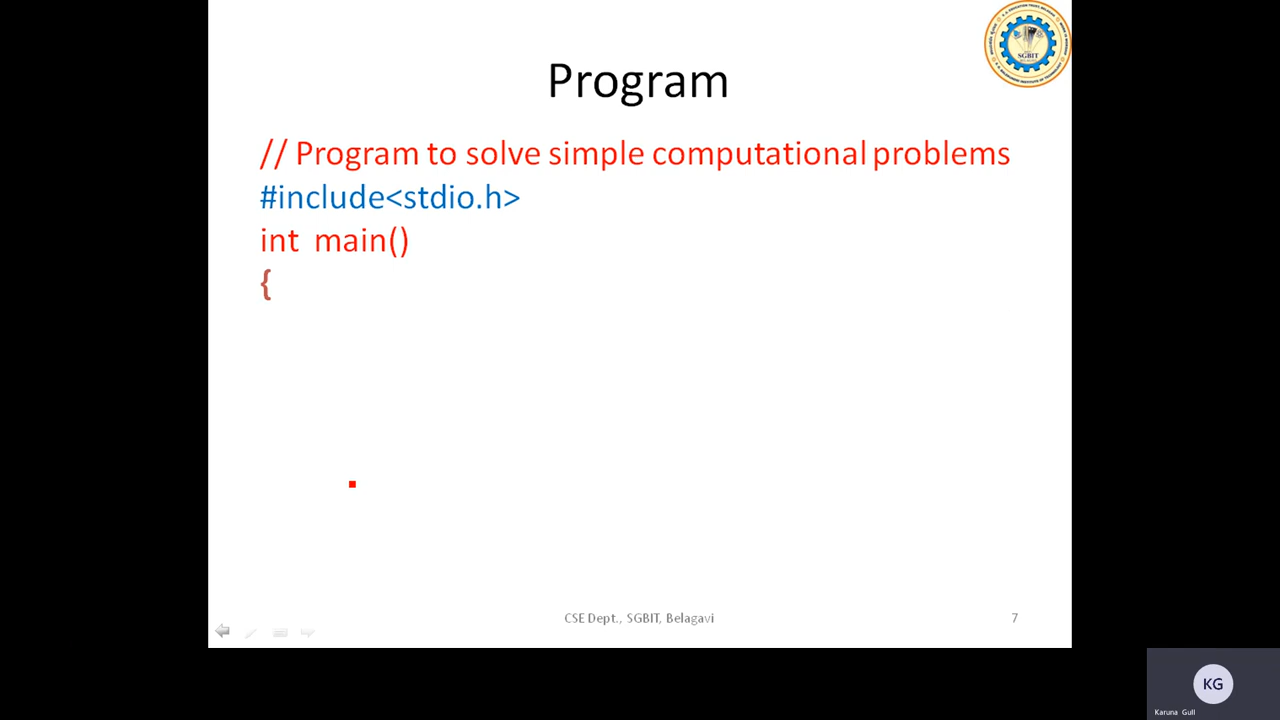 Program
// Program to solve simple computational problems
#include<stdio.h>
int main()
{
CSE Dept., SGBIT, Belagavi
7
SGBIT
KG
Karuna Gull